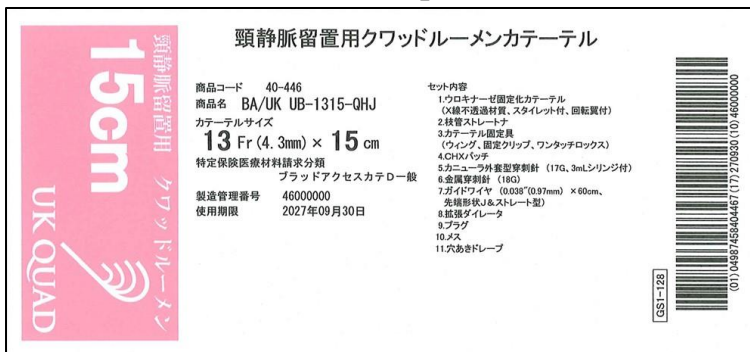 頸静脈留置用 クワッドルーメン
15cm
UK QUAD
頸静脈留置用クワッドルーメンカテーテル
商品コード 40-446
商品名 BA/UK UB-1315-QHJ
カテーテルサイズ
13 Fr(4.3mm) × 15 cm
特定保険医療材料請求分類
ブラッドアクセスカテD一般
製造管理番号 46000000
使用期限 2027年09月30日
セット内容
1.ウロキナーゼ固定化カテーテル
(X線不透過材質、スタイレット付、回転翼付)
2.枝管ストレートナ
3.カテーテル固定具
(ウィング、固定クリップ、ワンタッチロックス)
4.CHXパッチ
5.カニューラ外套型穿刺針 (17G、3mLシリンジ付)
6.金属穿刺針 (18G)
7.ガイドワイヤ (0.038"(0.97mm) ×60cm、
先端形状J&ストレート型)
8.拡張ダイレータ
9.プラグ
10.メス
11.穴あきドレープ
GS1-128
(01) 04987458404467 (17) 270930 (10) 46000000